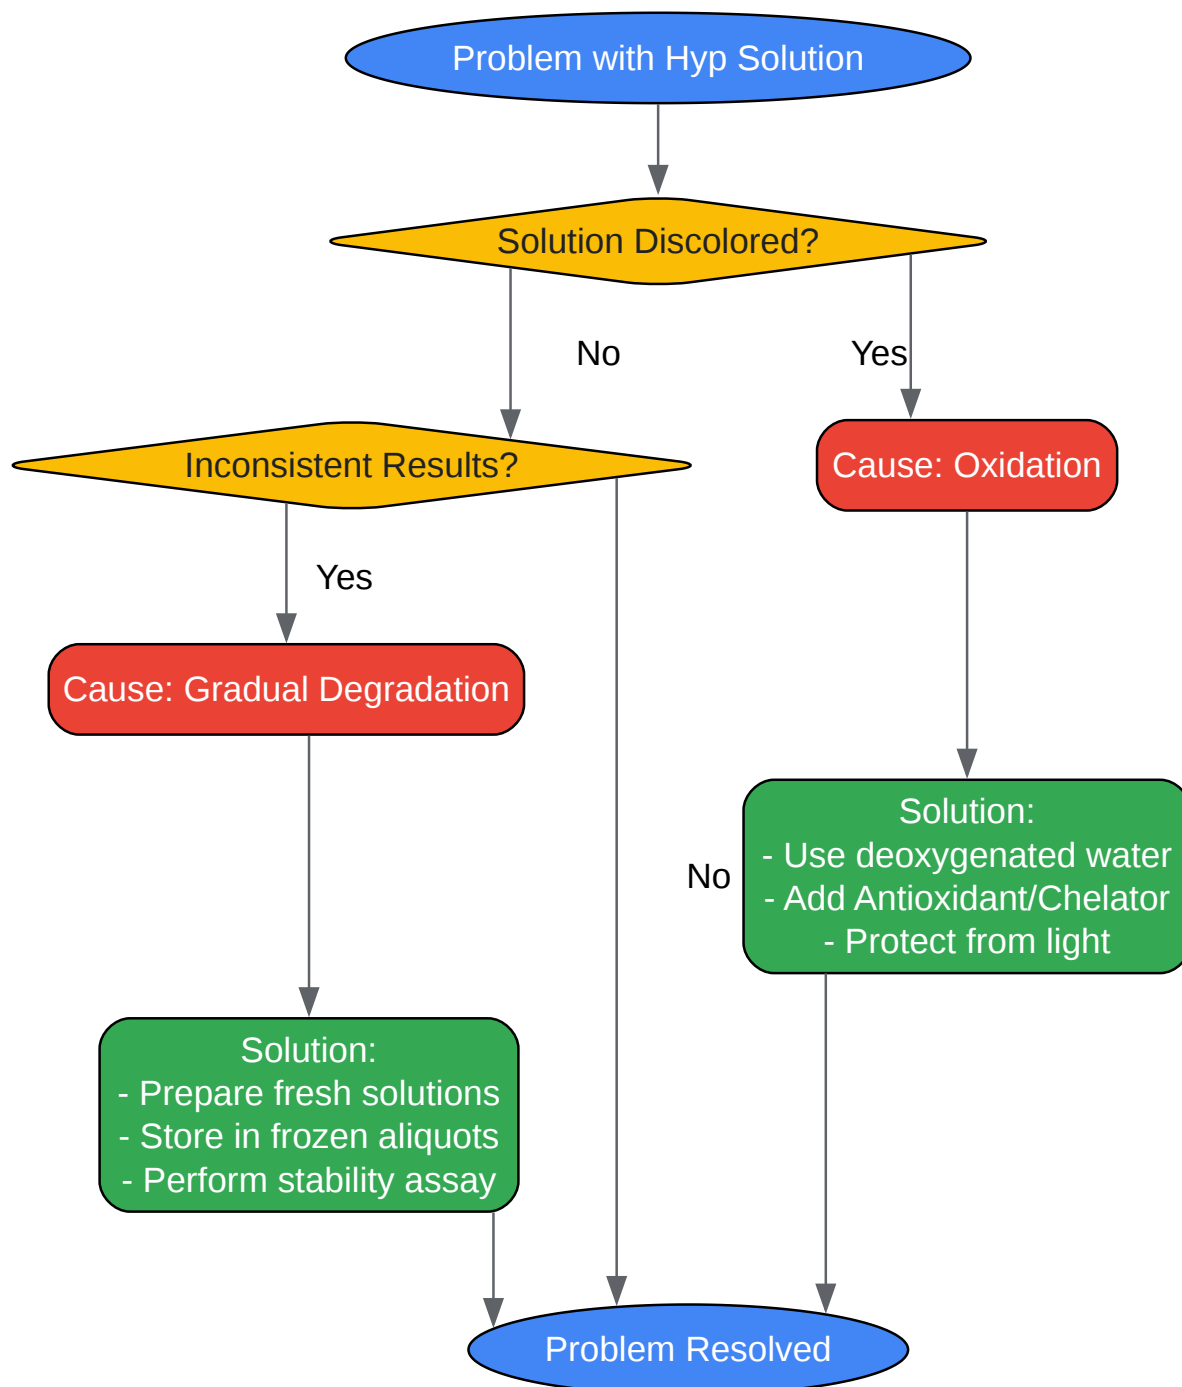 Problem with Hyp Solution
Solution Discolored?
No
Yes
Inconsistent Results?
Cause: Oxidation
Yes
Cause: Gradual Degradation
Solution:
- Use deoxygenated water
- Add Antioxidant/Chelator
- Protect from light
No
Solution:
- Prepare fresh solutions
- Store in frozen aliquots
- Perform stability assay
Problem Resolved